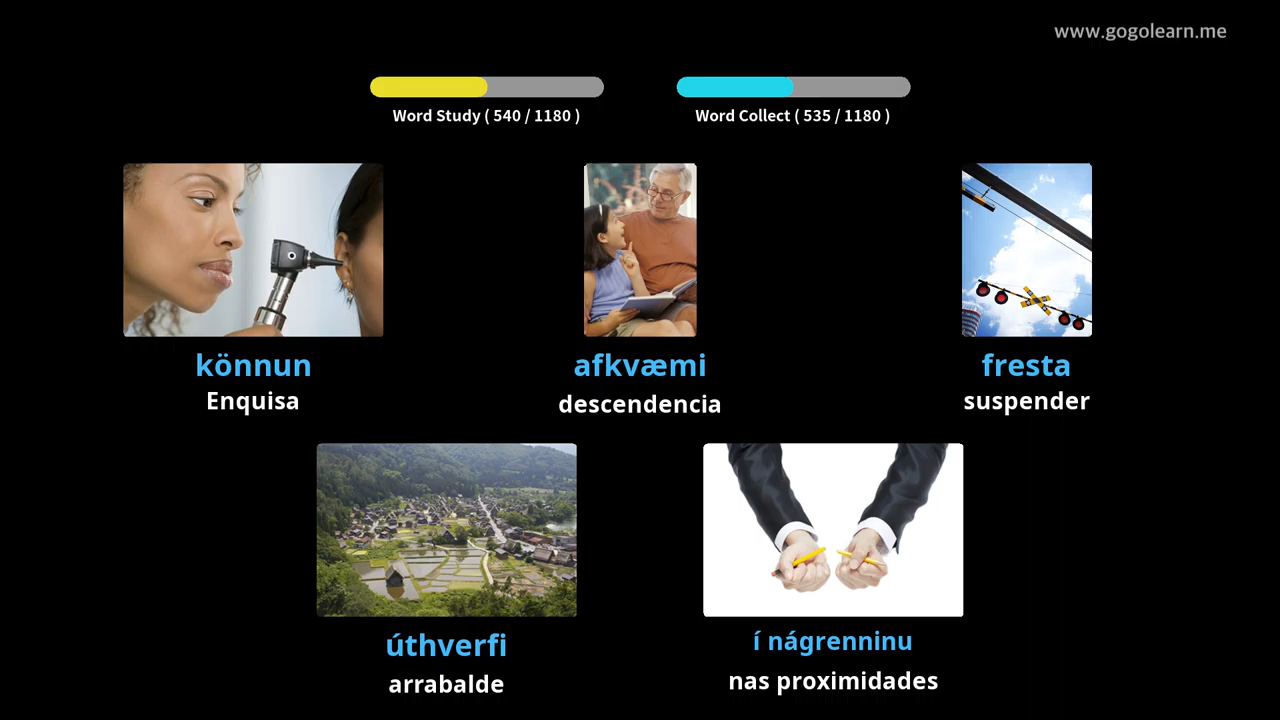 www.gogolearn.me
Word Study ( 540 / 1180 )
Word Collect ( 535 / 1180 )
könnun
Enquisa
afkvæmi
descendencia
fresta
suspender
úthverfi
arrabalde
í nágrenninu
nas proximidades